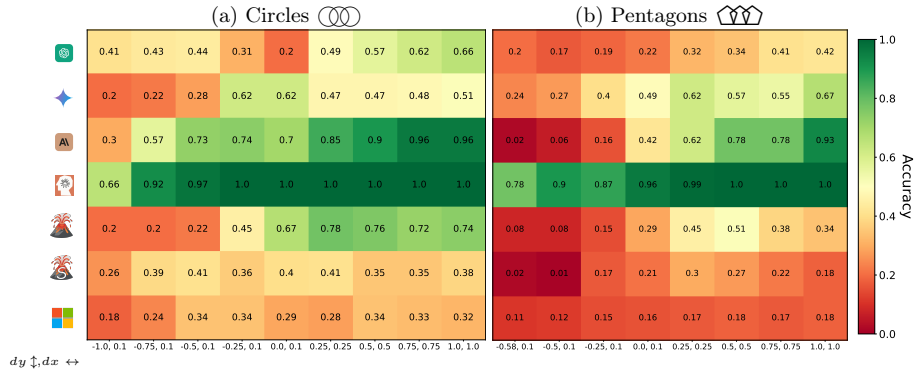 (a) Circles
(b) Pentagons
0.41 0.43 0.44 0.31 0.2 0.49 0.57 0.62 0.66
0.2 0.17 0.19 0.22 0.32 0.34 0.41 0.42
0.2 0.22 0.28 0.62 0.62 0.47 0.47 0.48 0.51
0.24 0.27 0.4 0.49 0.62 0.57 0.55 0.67
A\
0.3 0.57 0.73 0.74 0.7 0.85 0.9 0.96 0.96
0.02 0.06 0.16 0.42 0.62 0.78 0.78 0.93
0.66 0.92 0.97 1.0 1.0 1.0 1.0 1.0 1.0
0.78 0.9 0.87 0.96 0.99 1.0 1.0 1.0
0.2 0.2 0.22 0.45 0.67 0.78 0.76 0.72 0.74
0.08 0.08 0.15 0.29 0.45 0.51 0.38 0.34
S
0.26 0.39 0.41 0.36 0.4 0.41 0.35 0.35 0.38
0.02 0.01 0.17 0.21 0.3 0.27 0.22 0.18
0.18 0.24 0.34 0.34 0.29 0.28 0.34 0.33 0.32
0.11 0.12 0.15 0.16 0.17 0.18 0.17 0.18
-1.0, 0.1 -0.75, 0.1 -0.5, 0.1 -0.25, 0.1 0.0, 0.1 0.25, 0.25 0.5, 0.5 0.75, 0.75 1.0, 1.0
-0.58, 0.1 -0.5, 0.1 -0.25, 0.1 0.0, 0.1 0.25, 0.25 0.5, 0.5 0.75, 0.75 1.0, 1.0
dy ↕,dx ↔
1.0
0.8
0.6
0.4
0.2
0.0
Acccuracy